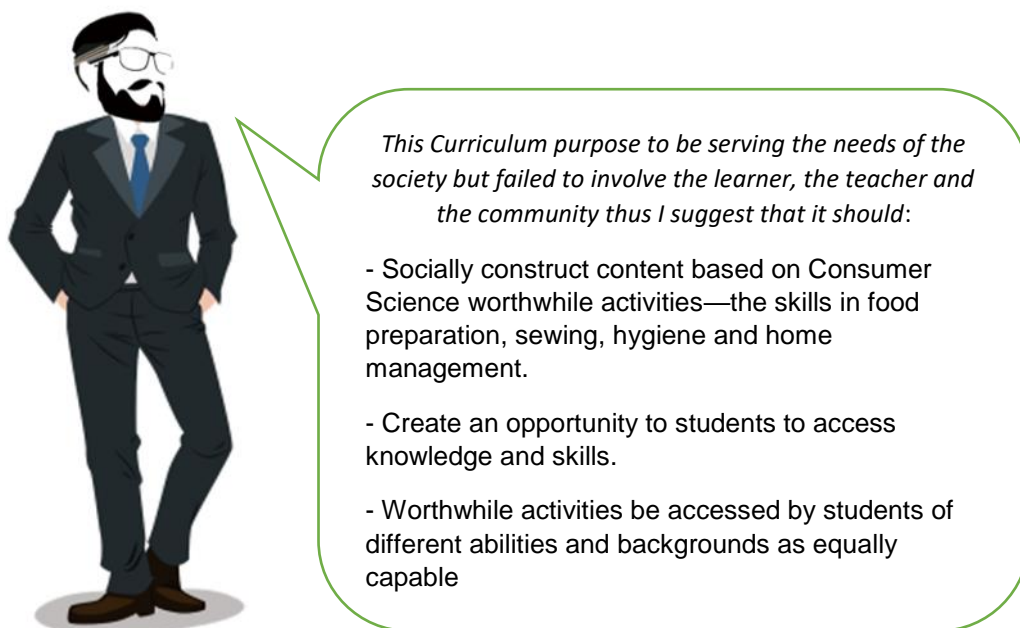 This Curriculum purpose to be serving the needs of the
society but failed to involve the learner, the teacher and
the community thus I suggest that it should:
- Socially construct content based on Consumer
Science worthwhile activities—the skills in food
preparation, sewing, hygiene and home
management.
- Create an opportunity to students to access
knowledge and skills.
- Worthwhile activities be accessed by students of
different abilities and backgrounds as equally
capable